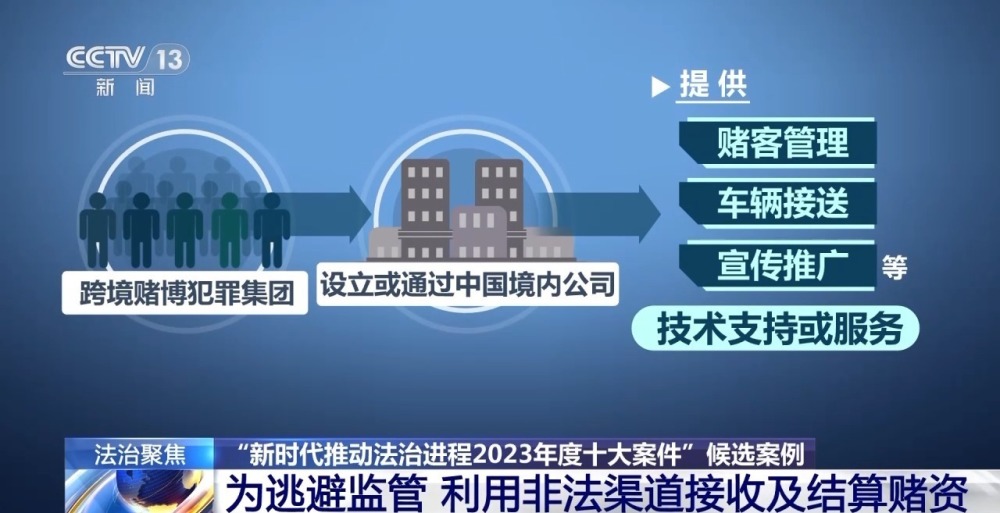 CCTV 13
新闻
提供
赌客管理
车辆接送
宣传推广 等
跨境赌博犯罪集团
设立或通过中国境内公司
技术支持或服务
法治聚焦
“新时代推动法治进程2023年度十大案件”候选案例
为逃避监管 利用非法渠道接收及结算赌资